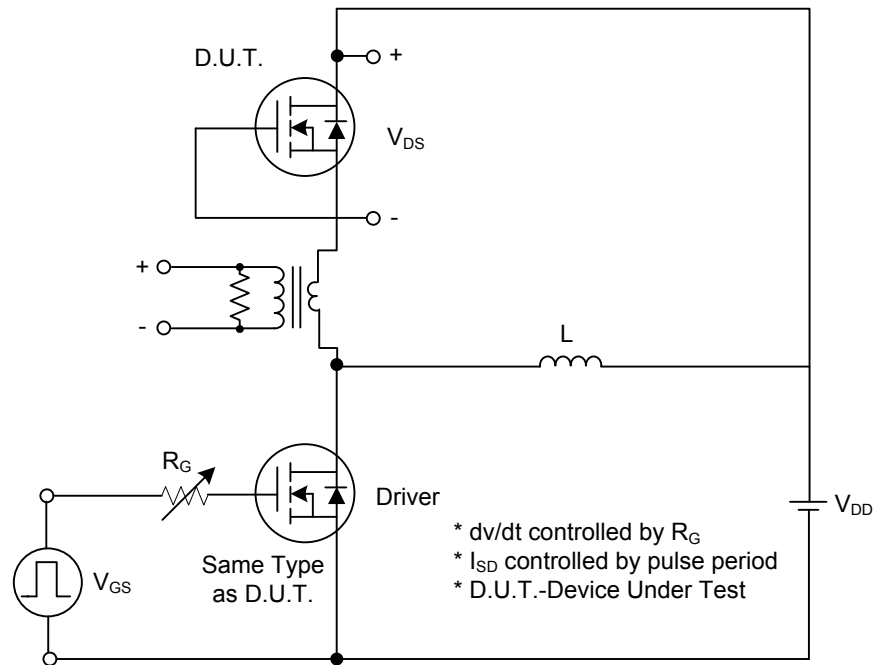 D.U.T.
+
V_DS
-
+
-
L
R_G
Driver
V_DD
V_GS
Same Type
as D.U.T.
* dv/dt controlled by R_G
* I_SD controlled by pulse period
* D.U.T.-Device Under Test